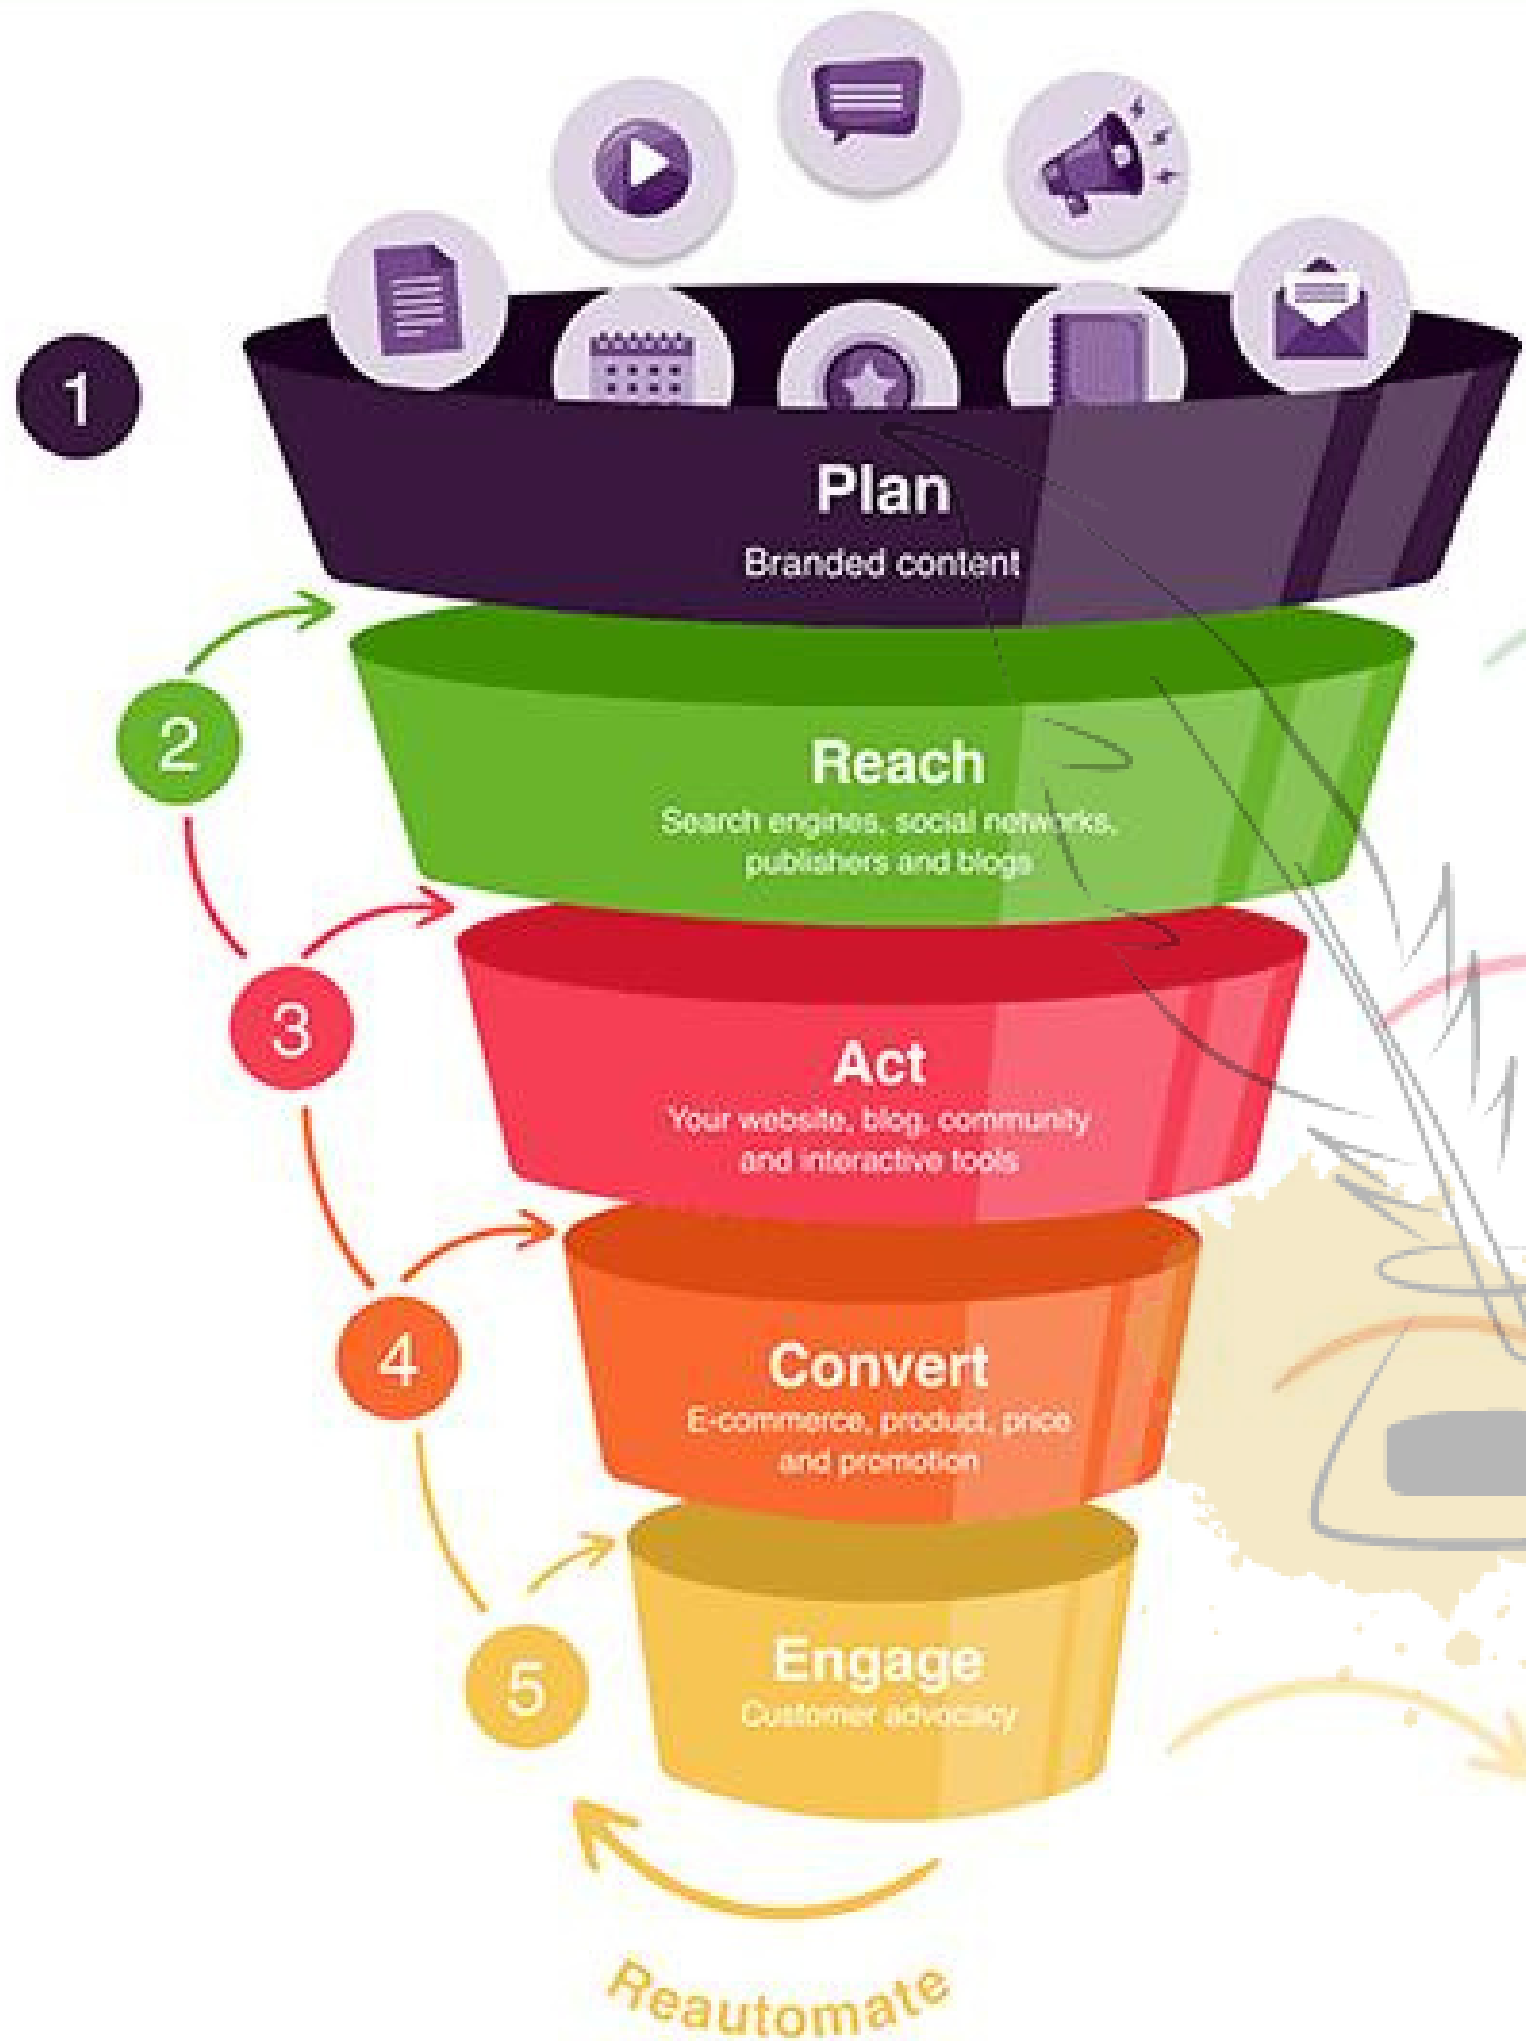 1
Plan
Branded content
2
Reach
Search engines, social networks,
publishers and blogs
3
Act
Your website, blog, community
and interactive tools
4
Convert
E-commerce, product, price
and promotion
5
Engage
Customer advocacy
Reautomate